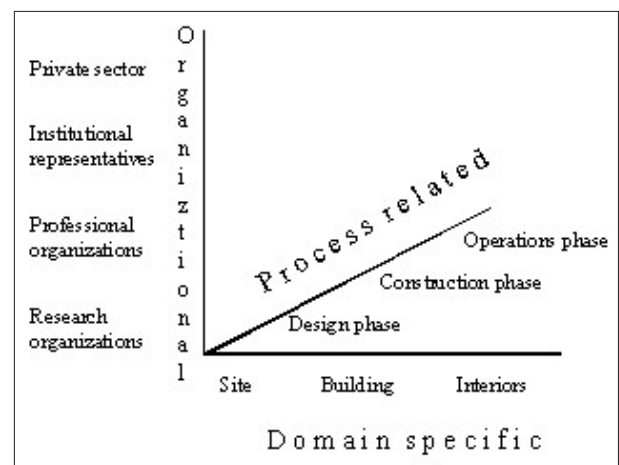 Organiztional
Private sector
Institutional
representatives
Professional
organizations
Research
organizations
Process related
Operations phase
Construction phase
Design phase
Site Building Interiors
Domain specific